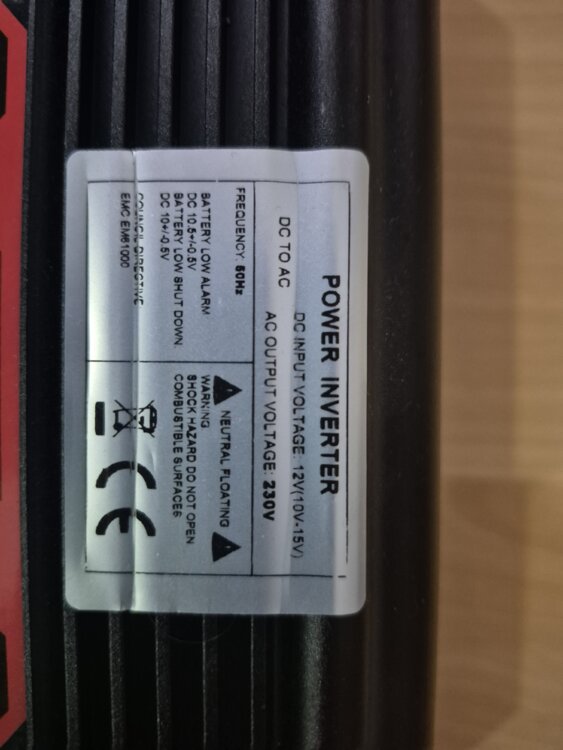 POWER INVERTER
DC INPUT VOLTAGE: 12V(10V-15V)
DC TO AC
AC OUTPUT VOLTAGE: 230V
FREQUENCY: 50Hz
BATTERY LOW ALARM
DC 10.5+/-0.5V
BATTERY LOW SHUT DOWN
DC 10+/-0.5V
COUNCIL DIRECTIVE
EMC EM61000
NEUTRAL FLOATING
WARNING
SHOCK HAZARD DO NOT OPEN
COMBUSTIBLE SURFACES
CE